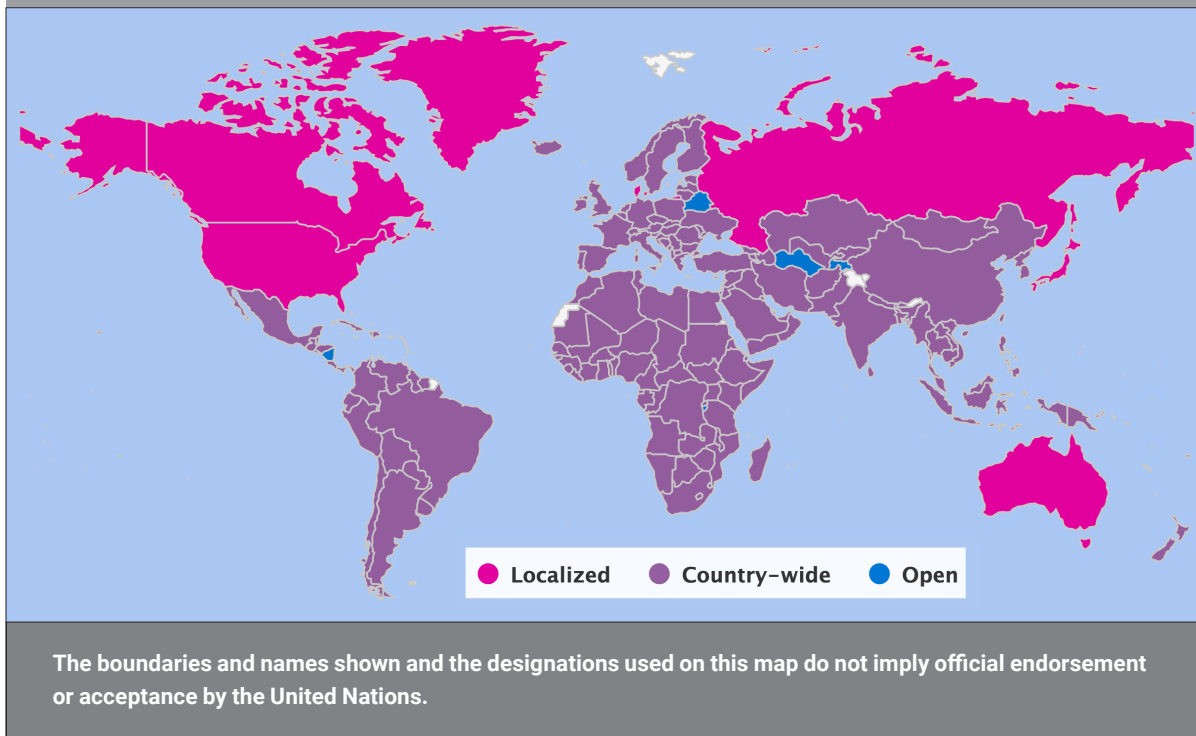 Localized
Country-wide
Open
The boundaries and names shown and the designations used on this map do not imply official endorsement
or acceptance by the United Nations.